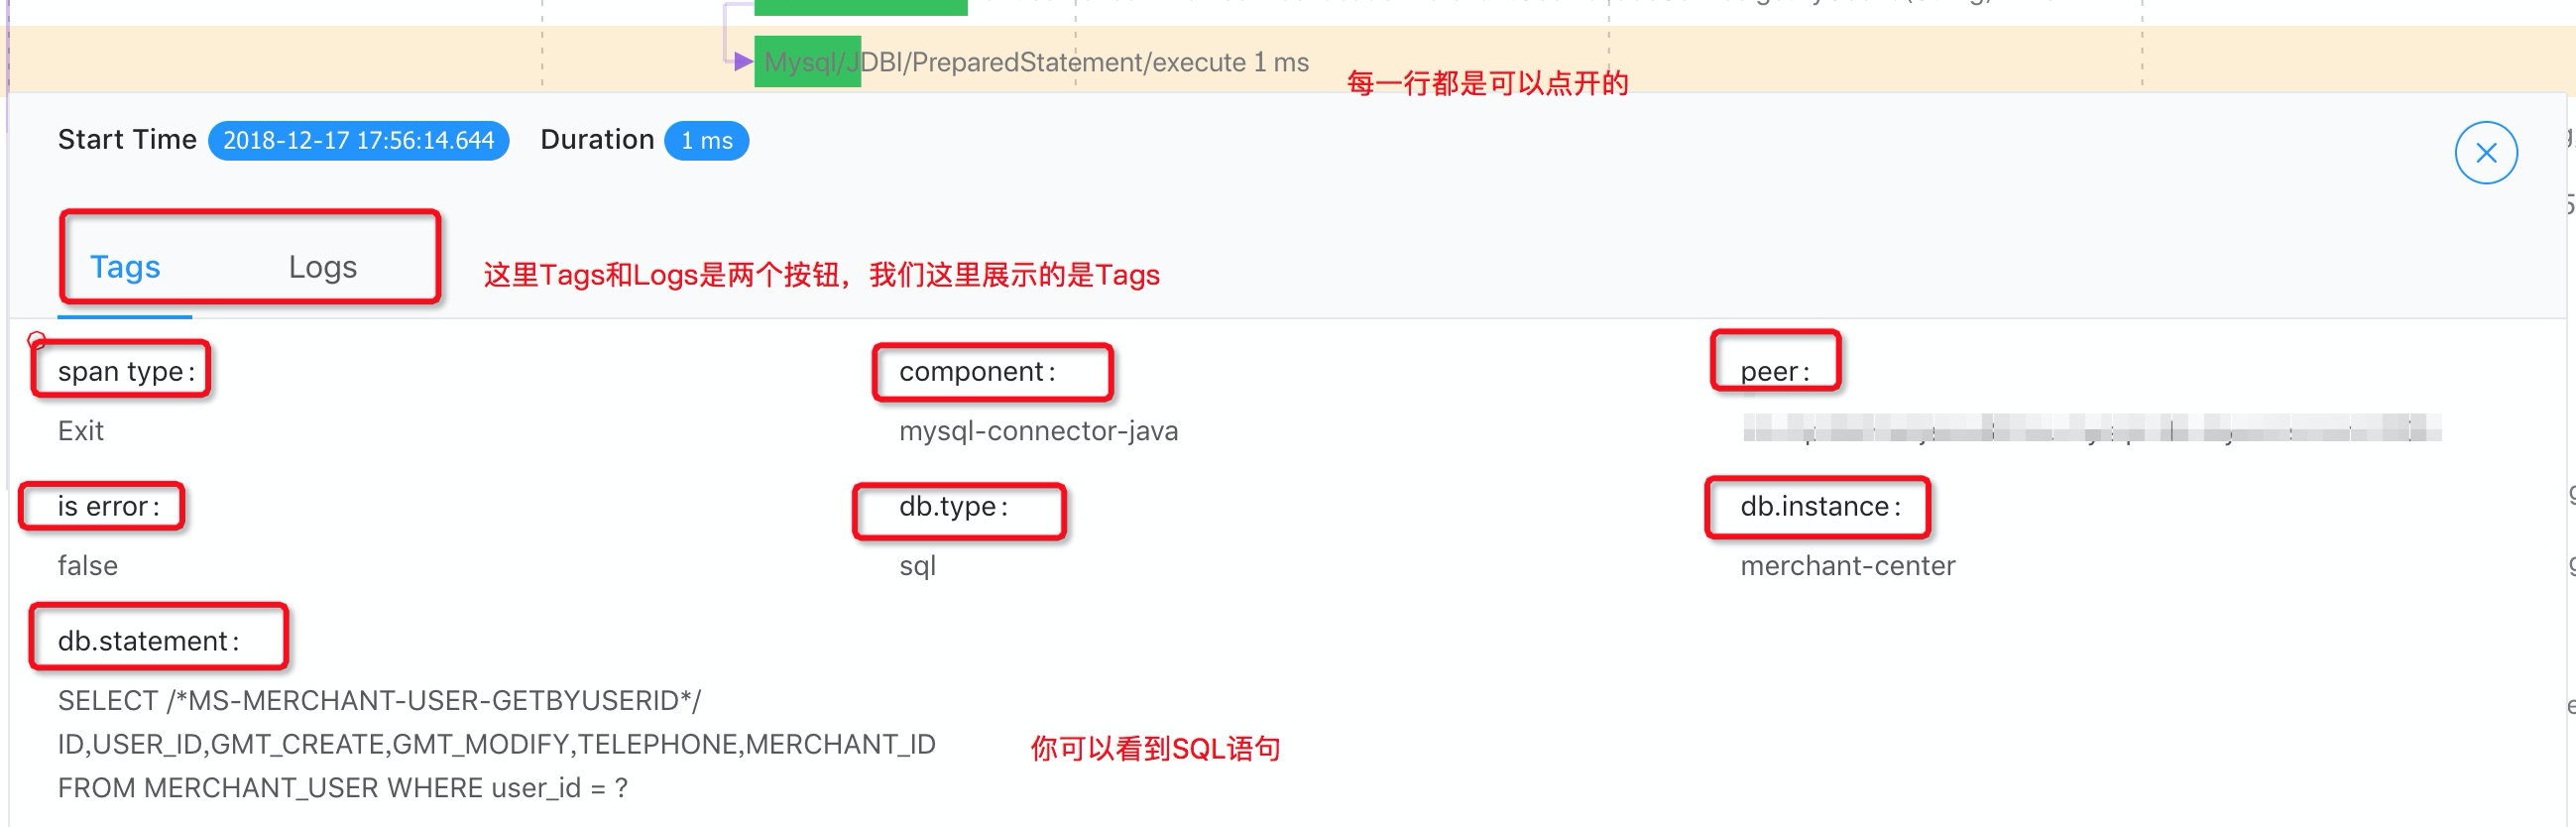 Mysql/JDBI/PreparedStatement/execute 1 ms
每一行都是可以点开的
Start Time 2018-12-17 17:56:14.644 Duration 1 ms
Tags Logs
这里Tags和Logs是两个按钮，我们这里展示的是Tags
span type: component: peer:
Exit mysql-connector-java
is error: db.type: db.instance:
false sql merchant-center
db.statement:
SELECT /*MS-MERCHANT-USER-GETBYUSERID*/
ID,USER_ID,GMT_CREATE,GMT_MODIFY,TELEPHONE,MERCHANT_ID
你可以看到SQL语句
FROM MERCHANT_USER WHERE user_id = ?